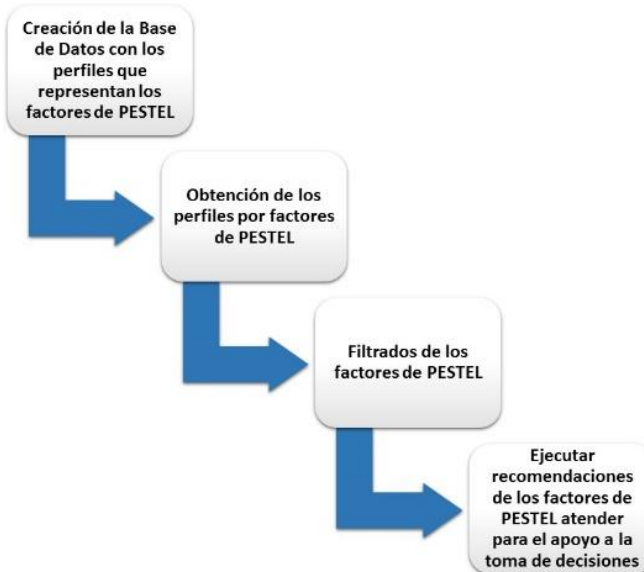 Creación de la Base
de Datos con los
perfiles que
representan los
factores de PESTEL
Obtención de los
perfiles por factores
de PESTEL
Filtrados de los
factores de PESTEL
Ejecutar
recomendaciones
de los factores de
PESTEL atender
para el apoyo a la
toma de decisiones